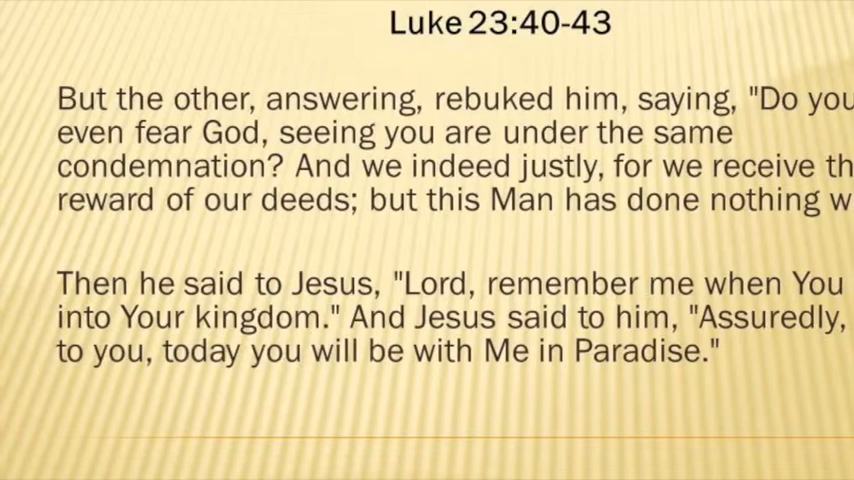 Luke 23:40-43
But the other, answering, rebuked him, saying, "Do you
even fear God, seeing you are under the same
condemnation? And we indeed justly, for we receive th
reward of our deeds; but this Man has done nothing w
Then he said to Jesus, "Lord, remember me when You
into Your kingdom." And Jesus said to him, "Assuredly,
to you, today you will be with Me in Paradise."